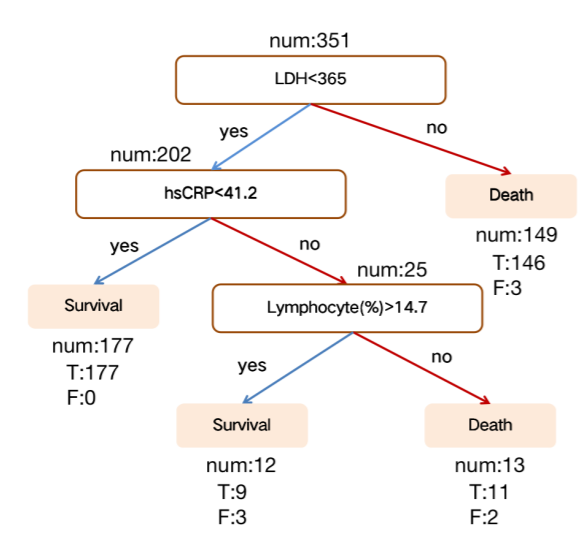 num:351
LDH<365
yes
no
num:202
hsCRP<41.2
Death
num:149
T:146
F:3
yes
no
num:25
Survival
num:177
T:177
F:0
Lymphocyte(%)>14.7
yes
no
Survival
num:12
T:9
F:3
Death
num:13
T:11
F:2